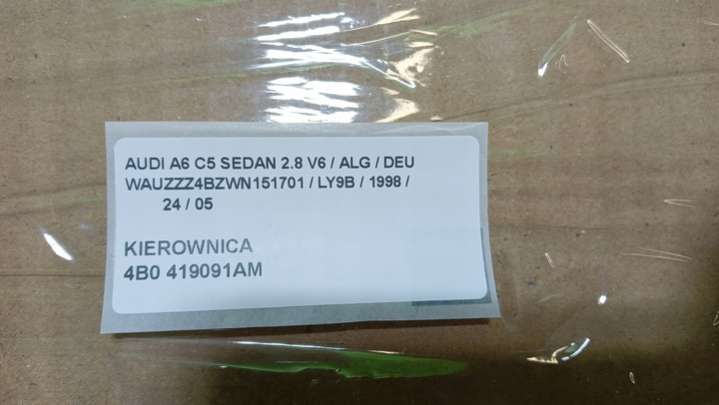 AUDI A6 C5 SEDAN 2.8 V6 / ALG / DEU
WAUZZZ4BZWN151701 / LY9B / 1998 /
24 / 05
KIEROWNICA
4B0 419091AM